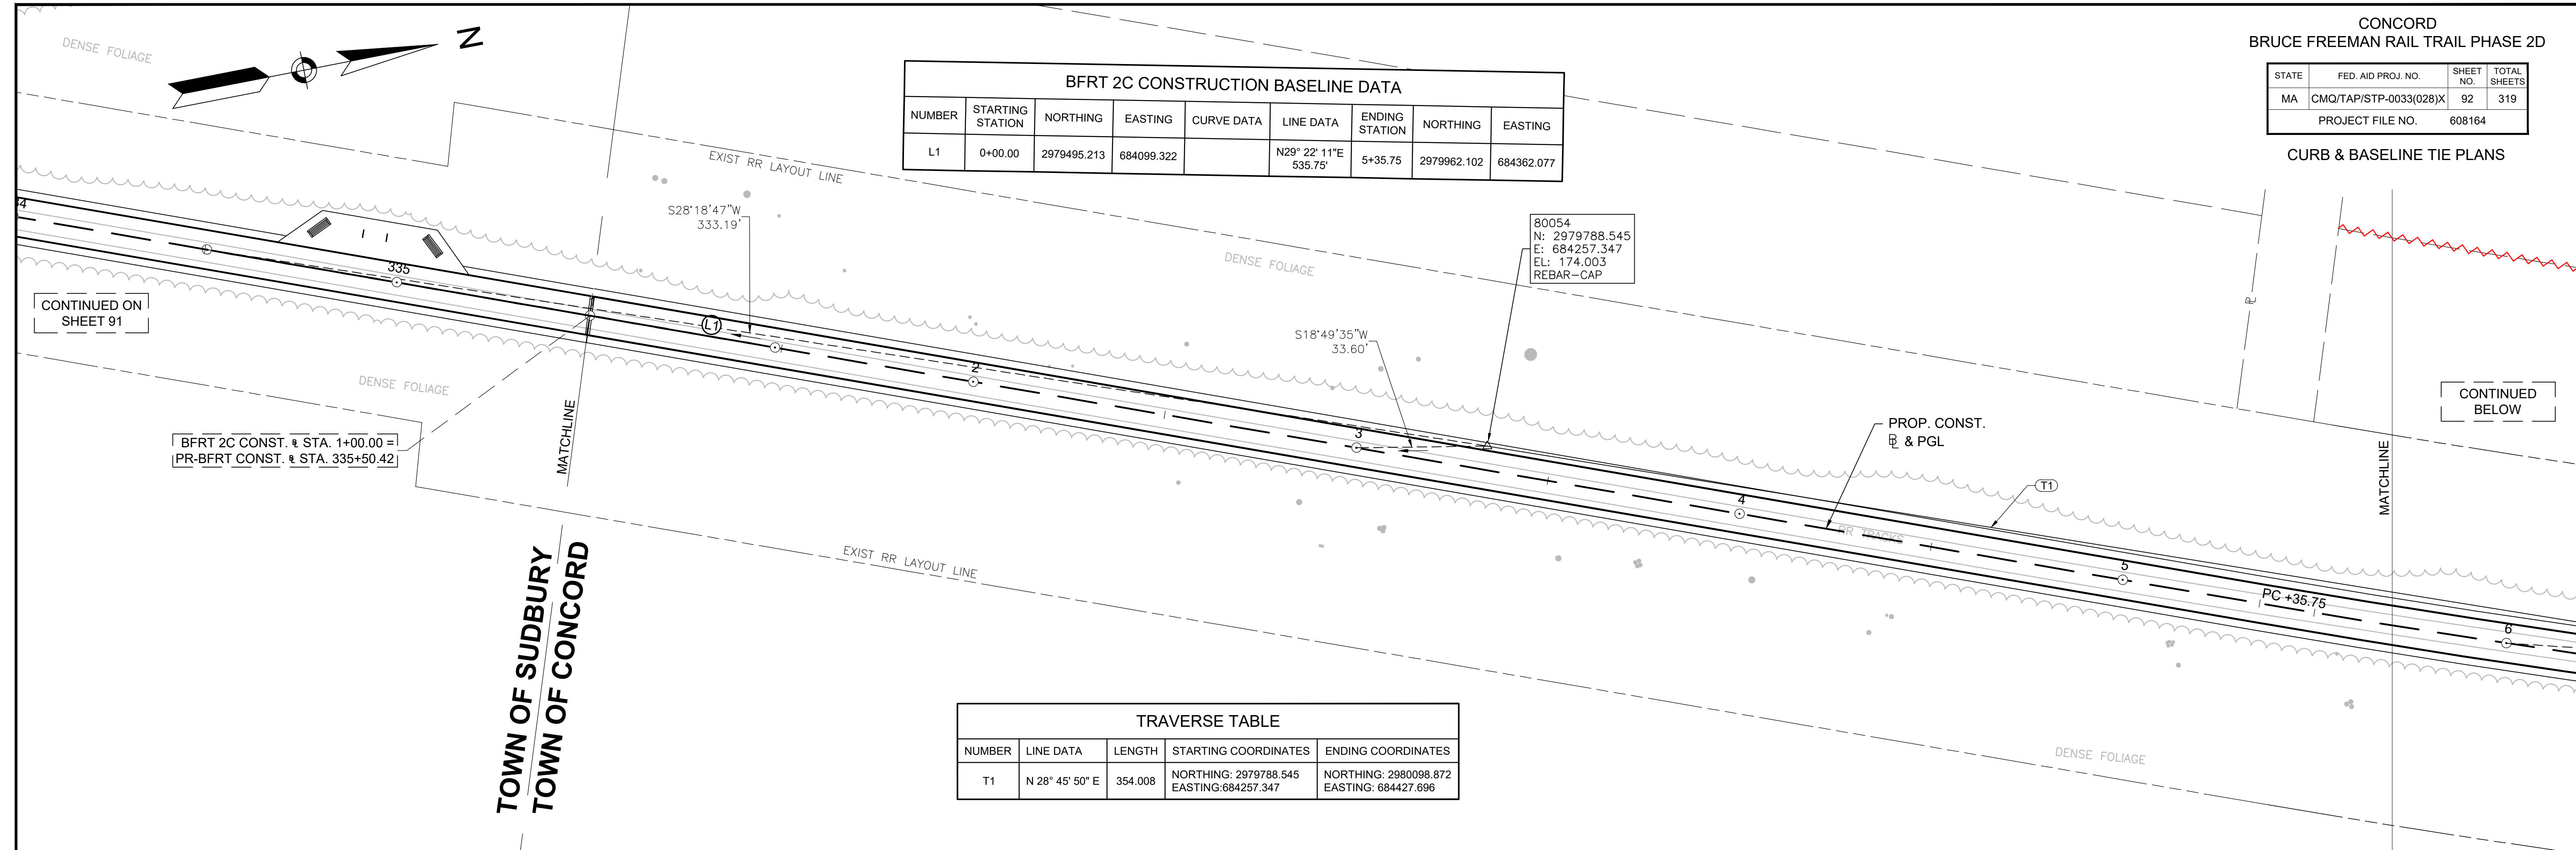 CONCORD
BRUCE FREEMAN RAIL TRAIL PHASE 2D
STATE FED. AID PROJ. NO. SHEET NO. TOTAL SHEETS
MA CMQ/TAP/STP-0033(028)X 92 319
PROJECT FILE NO. 608164
CURB & BASELINE TIE PLANS
DENSE FOLIAGE
N
BFRT 2C CONSTRUCTION BASELINE DATA
NUMBER STARTING STATION NORTHING EASTING CURVE DATA LINE DATA ENDING STATION NORTHING EASTING
L1 0+00.00 2979495.213 684099.322 N29° 22' 11"E 535.75' 5+35.75 2979962.102 684362.077
EXIST RR LAYOUT LINE
S28°18'47"W
333.19'
80054
N: 2979788.545
E: 684257.347
EL: 174.003
REBAR-CAP
DENSE FOLIAGE
34
335
CONTINUED ON
SHEET 91
L1
2
S18°49'35"W
33.60'
3
PROP. CONST.
℄ & PGL
CONTINUED
BELOW
DENSE FOLIAGE
MATCHLINE
BFRT 2C CONST. STA. 1+00.00 =
PR-BFRT CONST. STA. 335+50.42
MATCHLINE
T1
4
RR TRACKS
5
PC +35.75
6
EXIST RR LAYOUT LINE
TOWN OF SUDBURY
TOWN OF CONCORD
TRAVERSE TABLE
NUMBER LINE DATA LENGTH STARTING COORDINATES ENDING COORDINATES
T1 N 28° 45' 50" E 354.008 NORTHING: 2979788.545 NORTHING: 2980098.872
EASTING:684257.347 EASTING: 684427.696
DENSE FOLIAGE